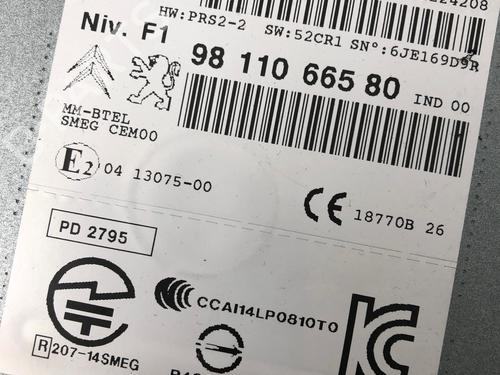 HW:PRS2-2 SW:52CR1 SN°:6JE169D9R
Niv. F1
98 110 665 80 IND 00
MM-BTEL
SMEG CEM00
E2 04 13075-00
CE 18770B 26
PD 2795
CCAI14LP0810T0
R 207-14SMEG